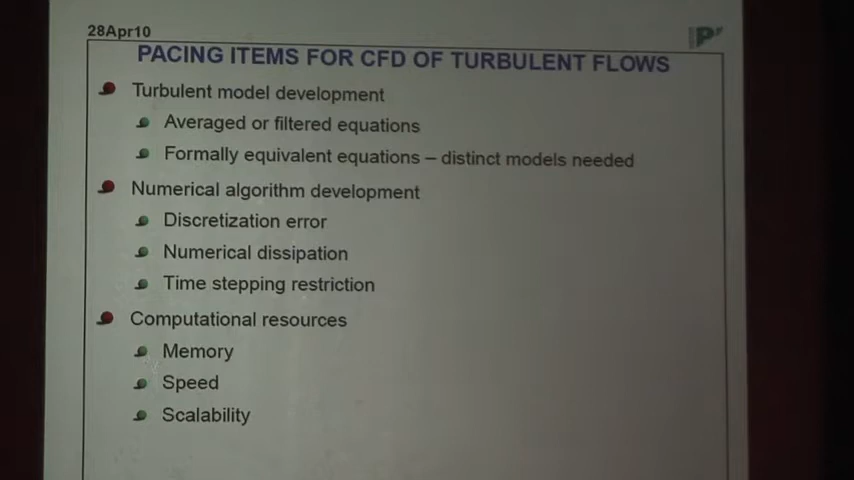 28Apr10
PACING ITEMS FOR CFD OF TURBULENT FLOWS
Turbulent model development
Averaged or filtered equations
Formally equivalent equations – distinct models needed
Numerical algorithm development
Discretization error
Numerical dissipation
Time stepping restriction
Computational resources
Memory
Speed
Scalability